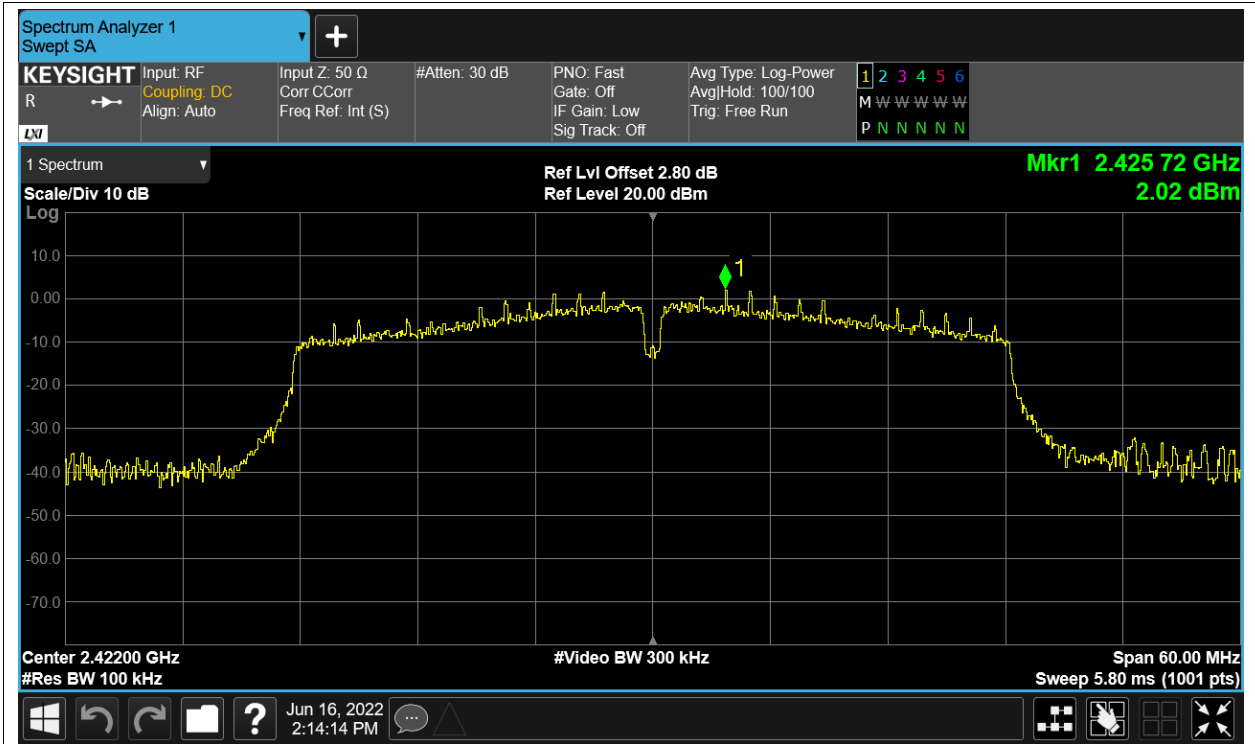 Spectrum Analyzer 1
Swept SA
+
KEYSIGHT
R
LXI
Input: RF
Coupling: DC
Align: Auto
Input Z: 50 Ω
Corr CCorr
Freq Ref: Int (S)
#Atten: 30 dB
PNO: Fast
Gate: Off
IF Gain: Low
Sig Track: Off
Avg Type: Log-Power
Avg|Hold: 100/100
Trig: Free Run
1 2 3 4 5 6
M W W W W W
P N N N N N
1 Spectrum
Scale/Div 10 dB
Log
Ref Lvl Offset 2.80 dB
Ref Level 20.00 dBm
Mkr1 2.425 72 GHz
2.02 dBm
10.0
0.00
-10.0
-20.0
-30.0
-40.0
-50.0
-60.0
-70.0
1
Center 2.42200 GHz
#Res BW 100 kHz
#Video BW 300 kHz
Span 60.00 MHz
Sweep 5.80 ms (1001 pts)
?
Jun 16, 2022
2:14:14 PM